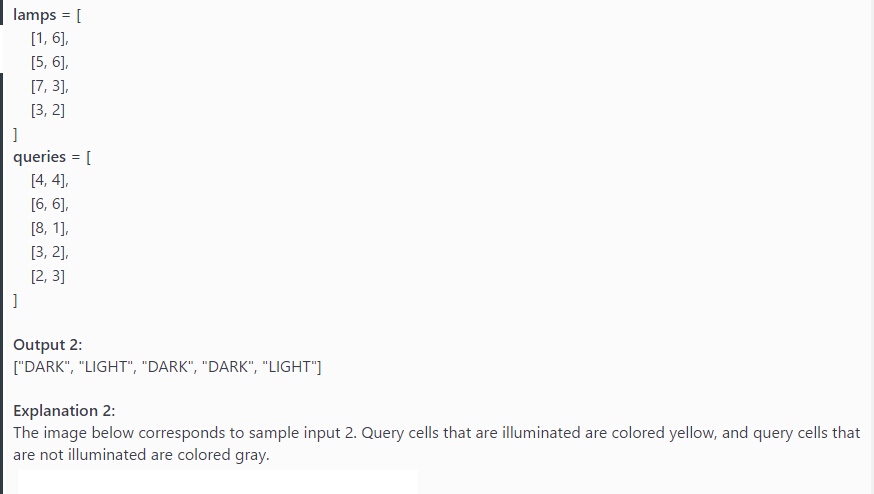 lamps = [
[1, 6],
[5, 6],
[7, 3],
[3, 2]
]
queries = [
[4, 4],
[6, 6],
[8, 1],
[3, 2],
[2, 3]
]
Output 2:
["DARK", "LIGHT", "DARK", "DARK", "LIGHT"]
Explanation 2:
The image below corresponds to sample input 2. Query cells that are illuminated are colored yellow, and query cells that
are not illuminated are colored gray.